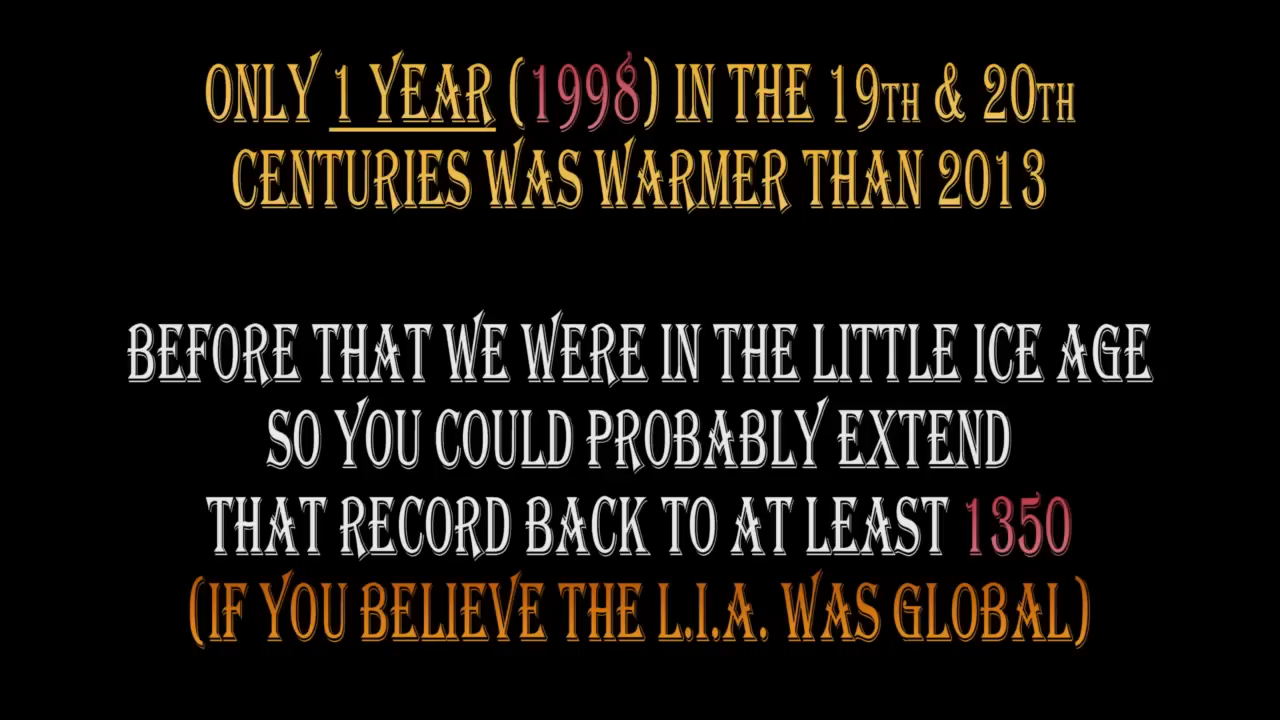 ONLY 1 YEAR (1998) IN THE 19TH & 20TH
CENTURIES WAS WARMER THAN 2013
BEFORE THAT WE WERE IN THE LITTLE ICE AGE
SO YOU COULD PROBABLY EXTEND
THAT RECORD BACK TO AT LEAST 1350
(IF YOU BELIEVE THE L.I.A. WAS GLOBAL)